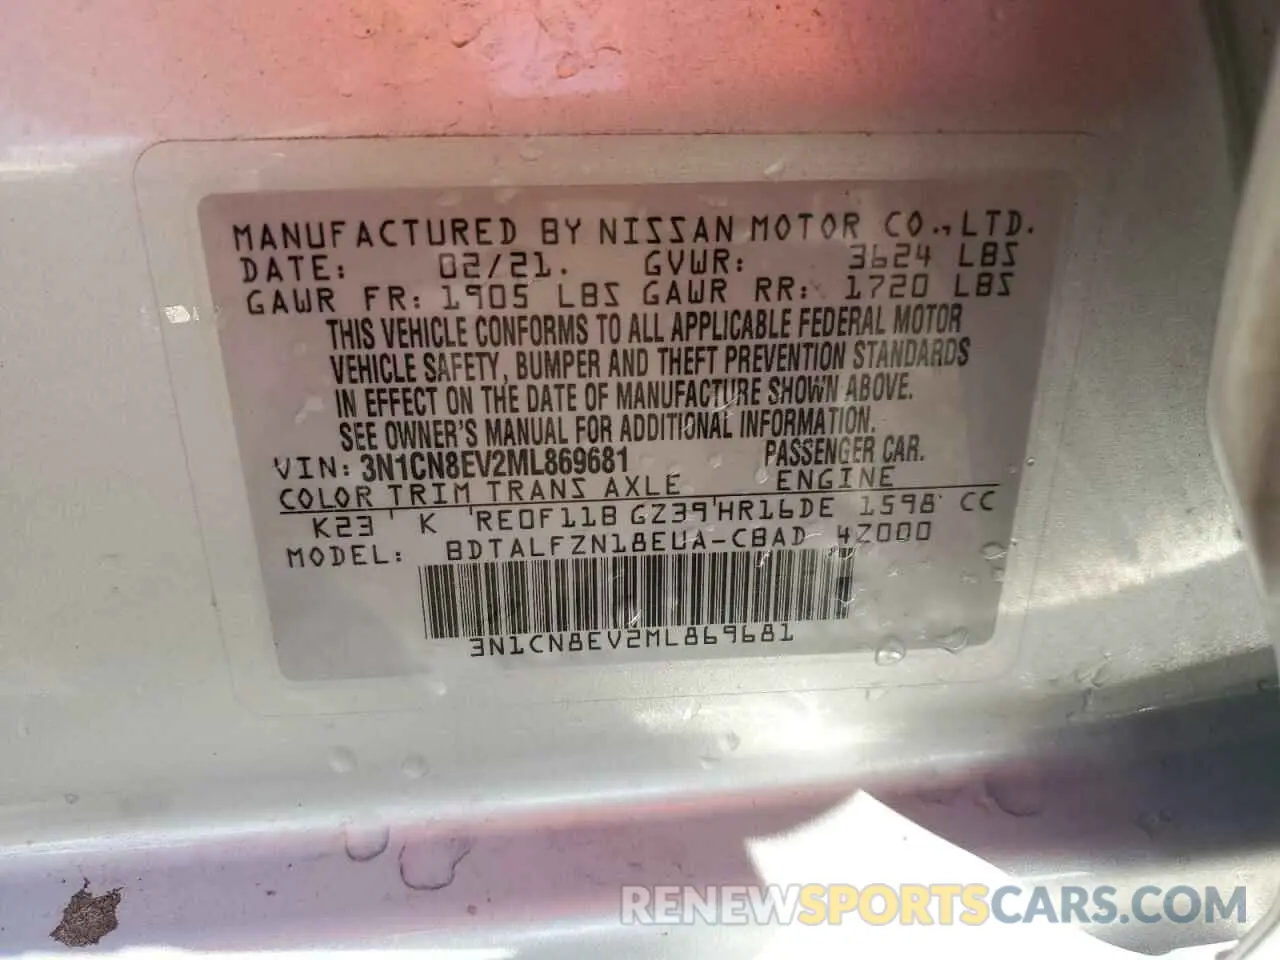 MANUFACTURED BY NISSAN MOTOR CO., LTD.
DATE: 02/21. GVWR: 3624 LBS
GAWR FR: 1905 LBS GAWR RR: 1720 LBS
THIS VEHICLE CONFORMS TO ALL APPLICABLE FEDERAL MOTOR
VEHICLE SAFETY, BUMPER AND THEFT PREVENTION STANDARDS
IN EFFECT ON THE DATE OF MANUFACTURE SHOWN ABOVE.
SEE OWNER'S MANUAL FOR ADDITIONAL INFORMATION.
VIN: 3N1CN8EV2ML869681 PASSENGER CAR.
COLOR TRIM TRANS AXLE ENGINE
K23 ' K ' RE0F11B GZ39 ' HR16DE 1598 CC
MODEL: BDTALFZN18EUA-CBAD 4Z000
3N1CN8EV2ML869681
RENEWSPORTSCARS.COM